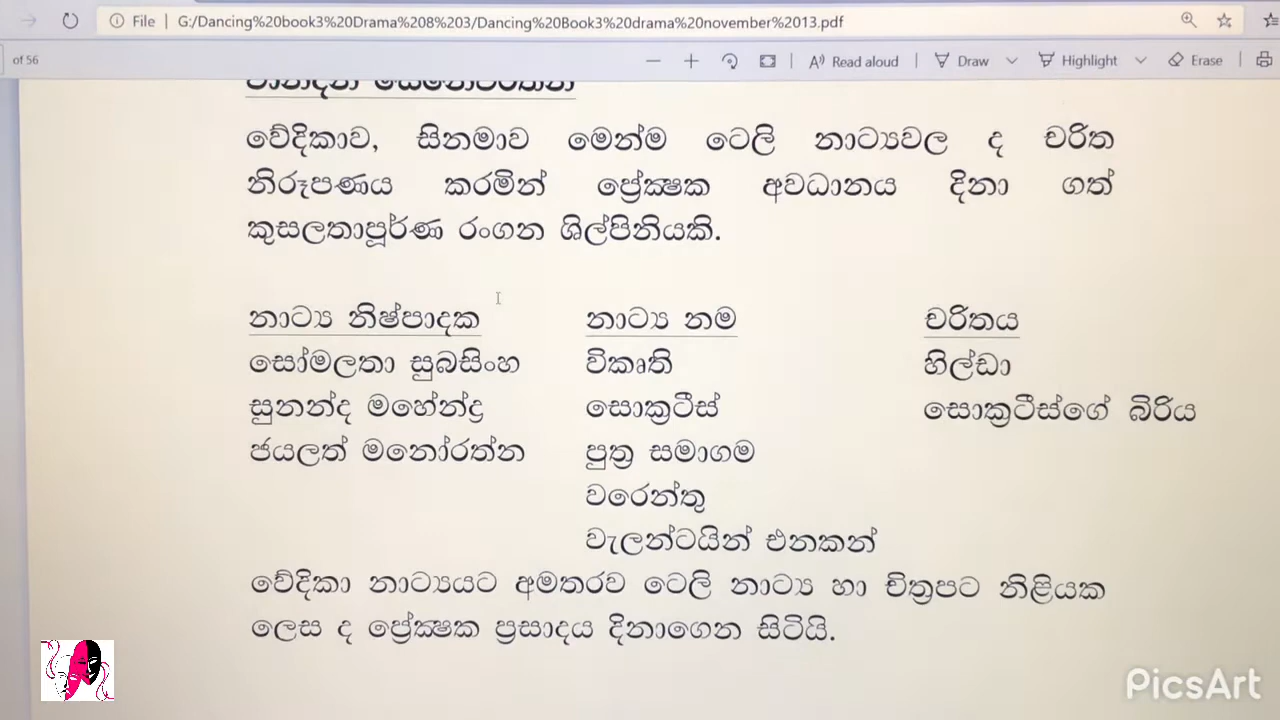 File G:/Dancing%20book3%20Drama%208%203/Dancing%20Book3%20drama%20november%2013.pdf
of 56 Read aloud Draw Highlight Erase
වේදිකාව, සිනමාව මෙන්ම ටෙලි නාට්‍යවල ද චරිත
නිරූපණය කරමින් ප්‍රේක්‍ෂක අවධානය දිනා ගත්
කුසලතාපූර්ණ රංගන ශිල්පිනියකි.
නාට්‍ය නිෂ්පාදක නාට්‍ය නම චරිතය
සෝමලතා සුබසිංහ විකෘති හිල්ඩා
සුනන්ද මහේන්ද්‍ර සොක්‍රටීස් සොක්‍රටීස්ගේ බිරිය
ජයලත් මනෝරත්න පුත්‍ර සමාගම
වරෙන්තු
වැලන්ටයින් එනකන්
වේදිකා නාට්‍යයට අමතරව ටෙලි නාට්‍ය හා චිත්‍රපට නිළියක
ලෙස ද ප්‍රේක්‍ෂක ප්‍රසාදය දිනාගෙන සිටියි.
PicsArt